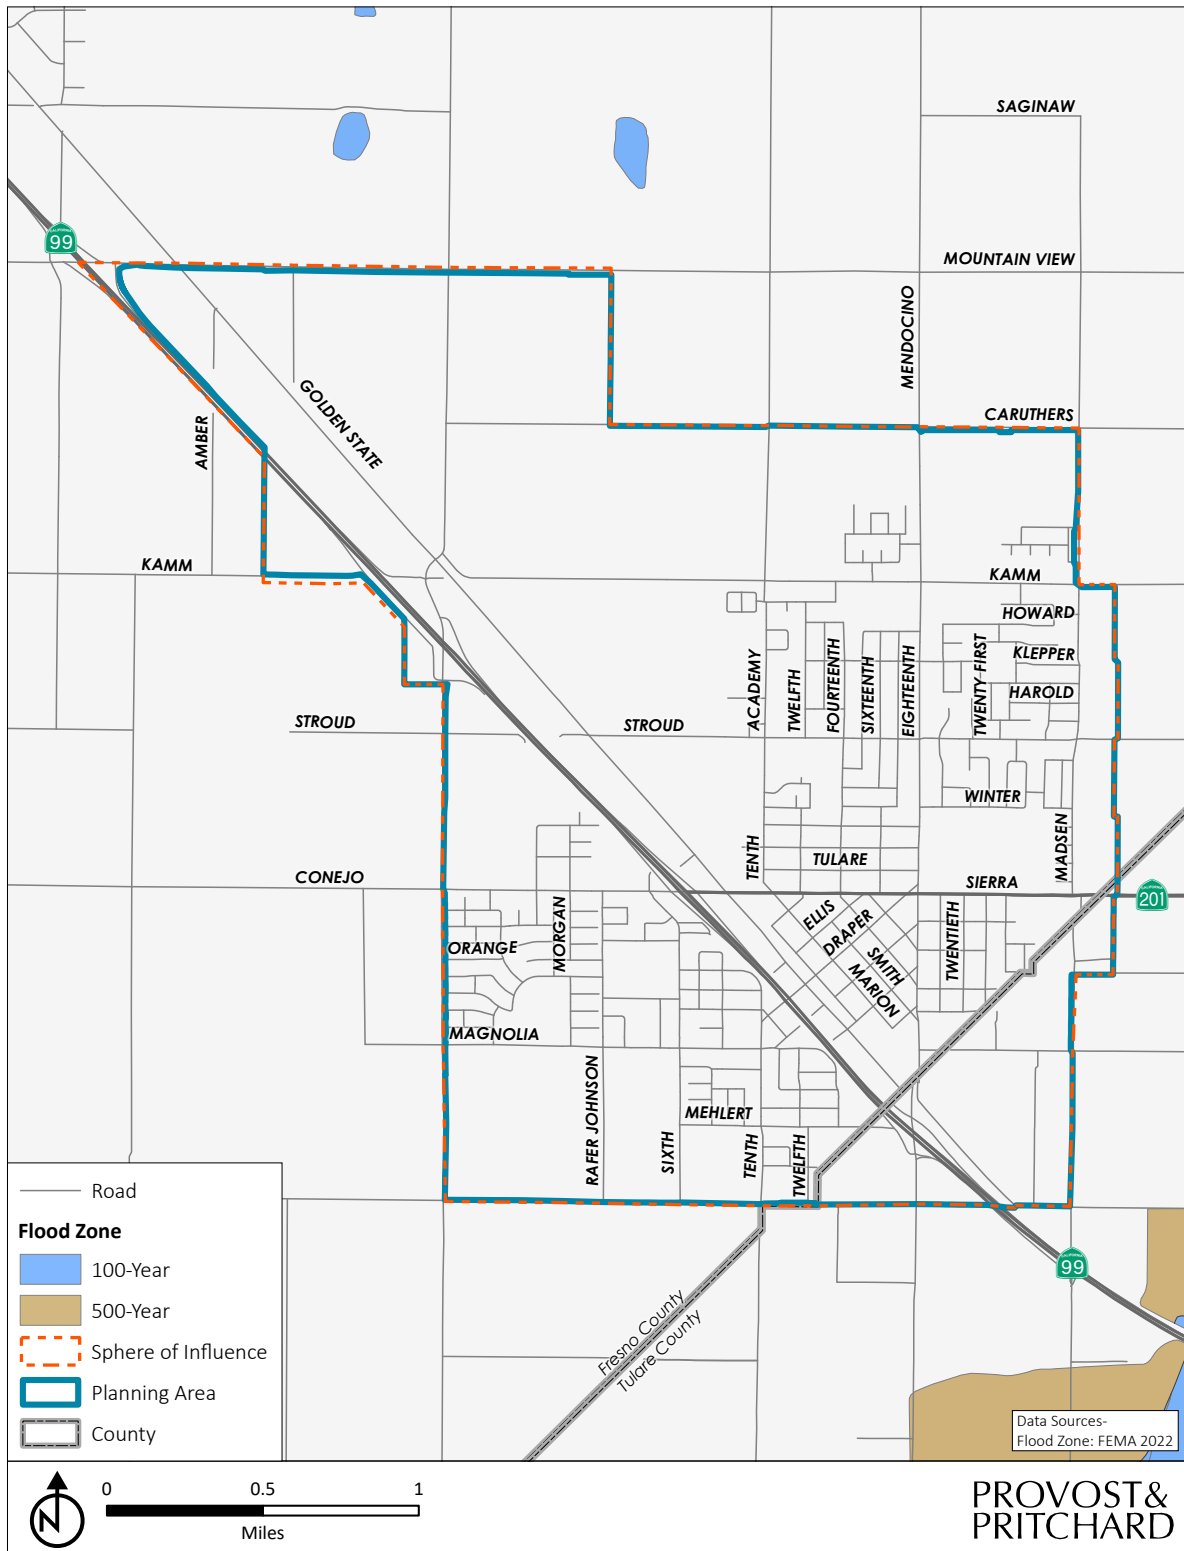 SAGINAW
CALIFORNIA
99
MOUNTAIN VIEW
MENDOCINO
GOLDEN STATE
CARUTHERS
AMBER
KAMM
KAMM
HOWARD
KLEPPER
HAROLD
ACADEMY
TWELFTH
FOURTEENTH
SIXTEENTH
EIGHTEENTH
TWENTY-FIRST
STROUD
STROUD
WINTER
TENTH
TULARE
MADSEN
CONEJO
SIERRA
CALIFORNIA
201
ELLIS
DRAPER
SMITH
MARION
TWENTIETH
ORANGE
MORGAN
MAGNOLIA
RAFER JOHNSON
SIXTH
MEHLERT
TENTH
TWELFTH
CALIFORNIA
99
Fresno County
Tulare County
Road
Flood Zone
100-Year
500-Year
Sphere of Influence
Planning Area
County
Data Sources-
Flood Zone: FEMA 2022
N
0 0.5 1
Miles
PROVOST&
PRITCHARD